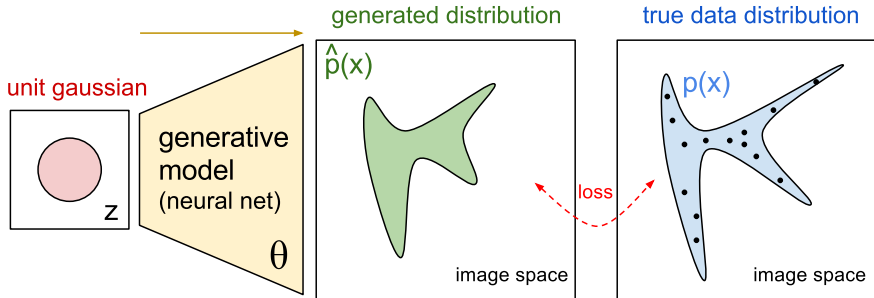 generated distribution
true data distribution
p̂(x)
p(x)
unit gaussian
generative
model
(neural net)
z
θ
loss
image space
image space